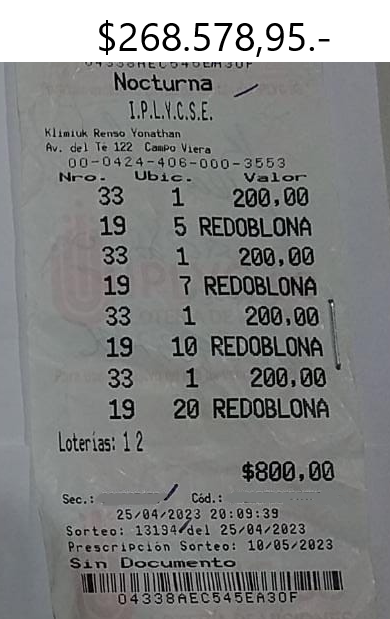 $268.578,95.-
04338AEC545EA30F
Nocturna
I.P.L.Y.C.S.E.
Klimiuk Renso Yonathan
Av. del Te 122 Campo Viera
00-0424-406-000-3553
Nro. Ubic. Valor
33 1 200,00
19 5 REDOBLONA
33 1 200,00
19 7 REDOBLONA
33 1 200,00
19 10 REDOBLONA
33 1 200,00
19 20 REDOBLONA
Loterías: 1 2
$800,00
Sec.: Cód.:
25/04/2023 20:09:39
Sorteo: 13194 del 25/04/2023
Prescripción Sorteo: 10/05/2023
Sin Documento
04338AEC545EA30F